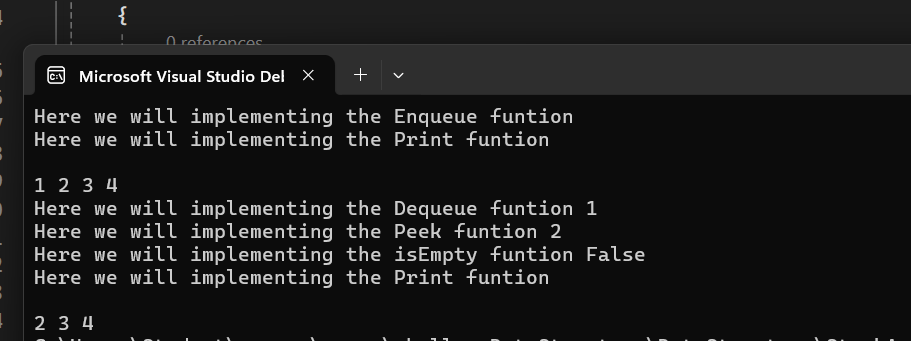 {
0 references
Microsoft Visual Studio Del
Here we will implementing the Enqueue funtion
Here we will implementing the Print funtion
1 2 3 4
Here we will implementing the Dequeue funtion 1
Here we will implementing the Peek funtion 2
Here we will implementing the isEmpty funtion False
Here we will implementing the Print funtion
2 3 4